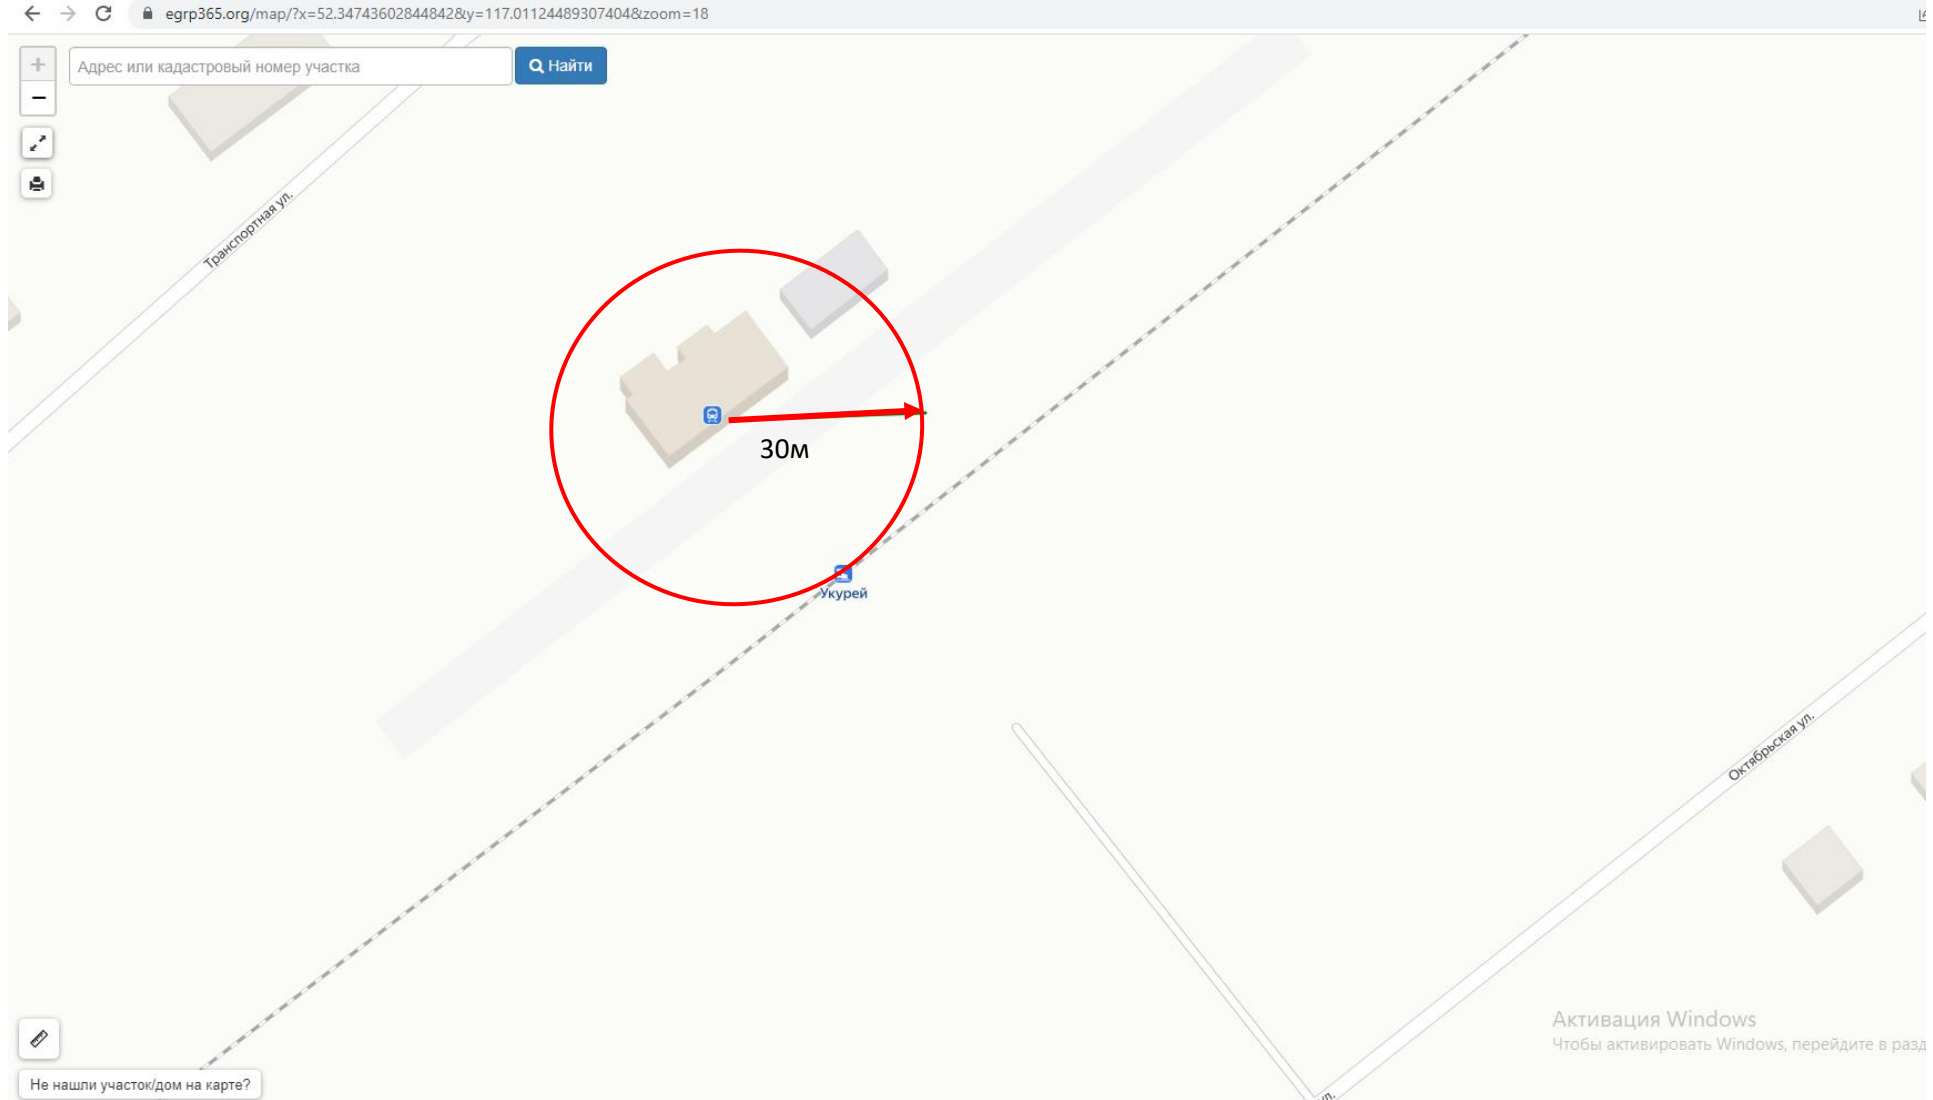 egrp365.org/map/?x=52.34743602844842&y=117.01124489307404&zoom=18
Адрес или кадастровый номер участка
Найти
Транспортная ул.
30м
Укурей
Октябрьская ул.
ул.
Активация Windows
Чтобы активировать Windows, перейдите в разд
Не нашли участок/дом на карте?